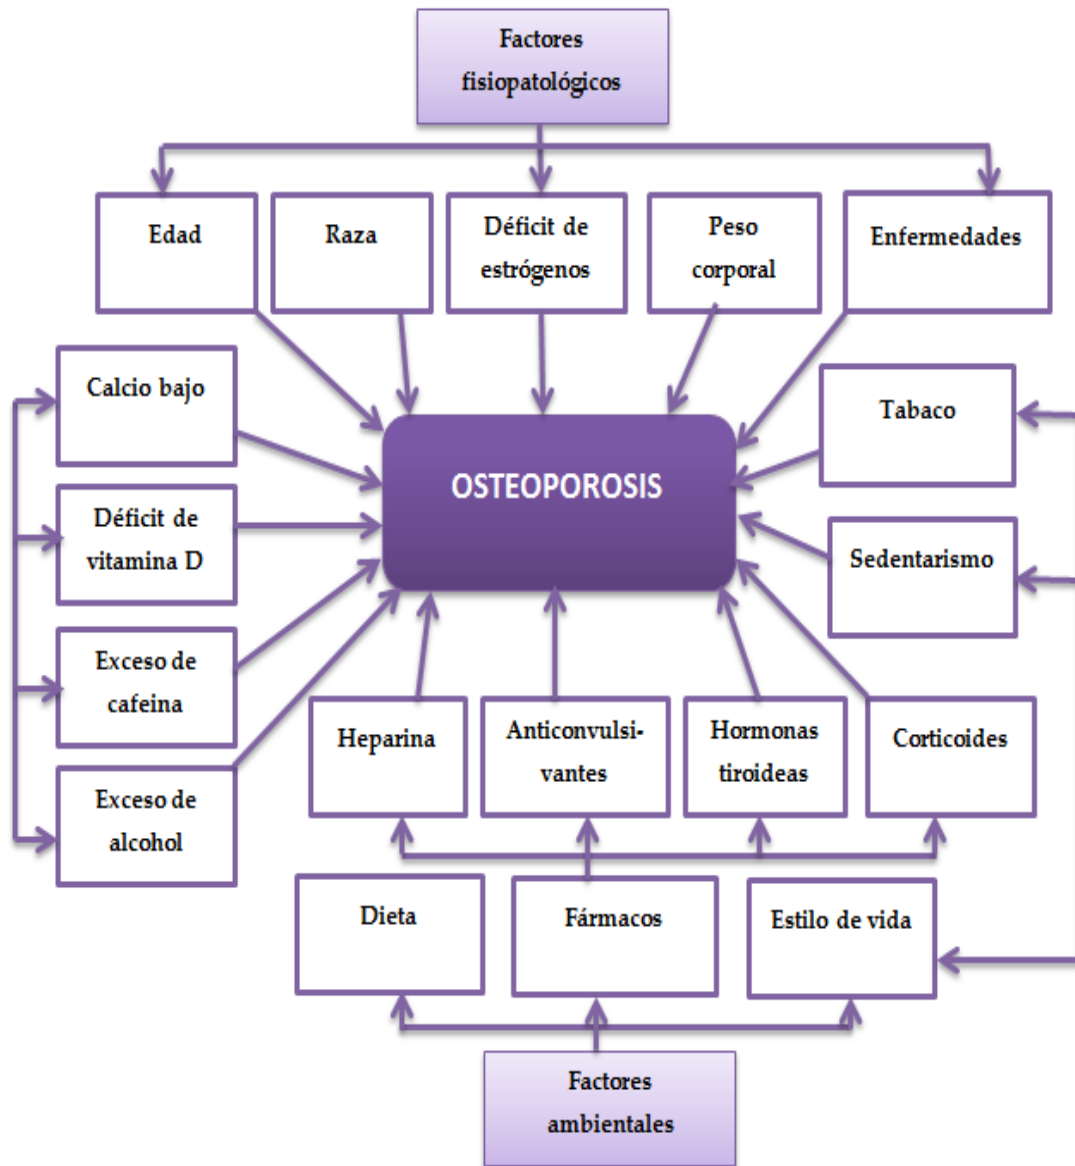 Factores
fisiopatológicos
Edad
Raza
Déficit de
estrógenos
Peso
corporal
Enfermedades
Calcio bajo
Tabaco
OSTEOPOROSIS
Déficit de
vitamina D
Sedentarismo
Exceso de
cafeina
Heparina
Anticonvulsi-
vantes
Hormonas
tiroideas
Corticoides
Exceso de
alcohol
Dieta
Fármacos
Estilo de vida
Factores
ambientales